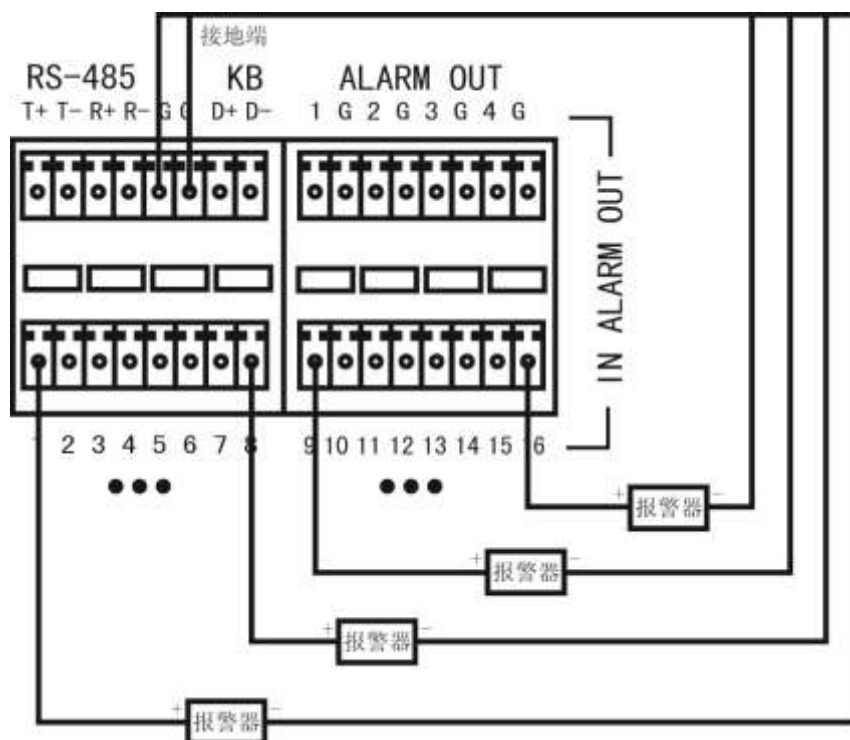 接地端
RS-485 KB ALARM OUT
T+ T- R+ R- G G D+ D- 1 G 2 G 3 G 4 G
IN ALARM OUT
2 3 4 5 6 7 8 9 10 11 12 13 14 15 16
+ 报警器 -
+ 报警器 -
+ 报警器 -
+ 报警器 -